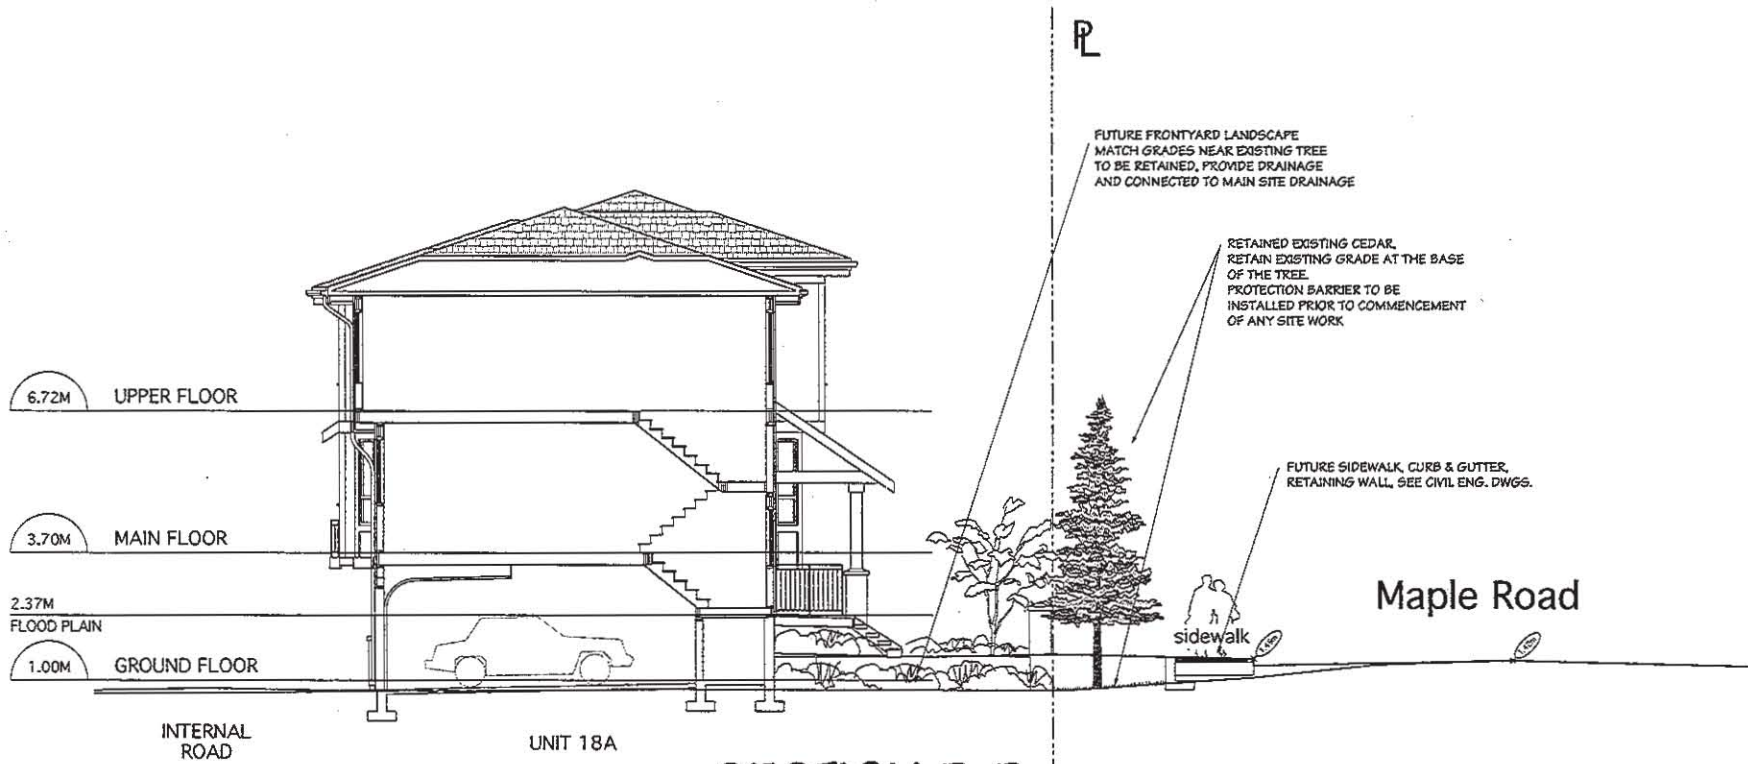 PL
FUTURE FRONTYARD LANDSCAPE
MATCH GRADES NEAR EXISTING TREE
TO BE RETAINED, PROVIDE DRAINAGE
AND CONNECTED TO MAIN SITE DRAINAGE
RETAINED EXISTING CEDAR,
RETAIN EXISTING GRADE AT THE BASE
OF THE TREE.
PROTECTION BARRIER TO BE
INSTALLED PRIOR TO COMMENCEMENT
OF ANY SITE WORK
6.72M UPPER FLOOR
FUTURE SIDEWALK, CURB & GUTTER,
RETAINING WALL, SEE CIVIL ENG. DWGS.
3.70M MAIN FLOOR
Maple Road
2.37M
FLOOD PLAIN
sidewalk
1.00M GROUND FLOOR
INTERNAL
ROAD
UNIT 18A